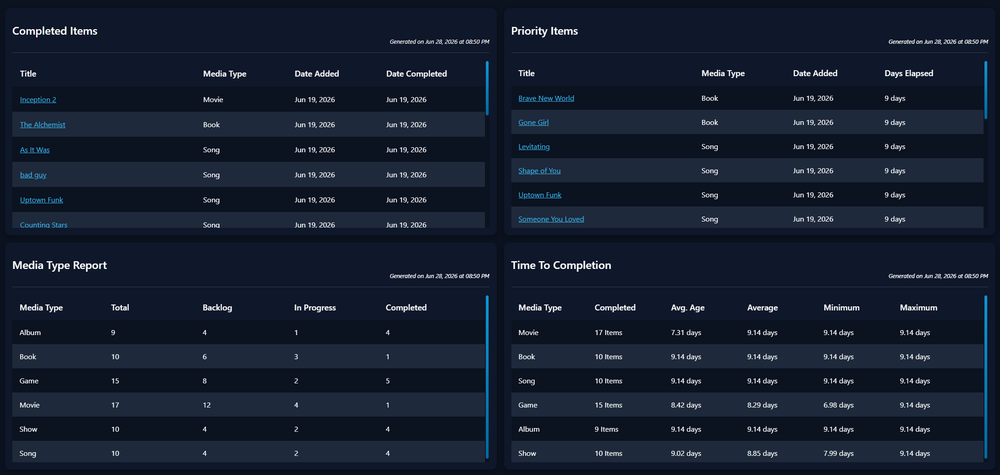 Completed Items
Generated on Jun 28, 2026 at 08:50 PM
Title Media Type Date Added Date Completed
Inception 2 Movie Jun 19, 2026 Jun 19, 2026
The Alchemist Book Jun 19, 2026 Jun 19, 2026
As It Was Song Jun 19, 2026 Jun 19, 2026
bad guy Song Jun 19, 2026 Jun 19, 2026
Uptown Funk Song Jun 19, 2026 Jun 19, 2026
Counting Stars Song Jun 19, 2026 Jun 19, 2026
Priority Items
Generated on Jun 28, 2026 at 08:50 PM
Title Media Type Date Added Days Elapsed
Brave New World Book Jun 19, 2026 9 days
Gone Girl Book Jun 19, 2026 9 days
Levitating Song Jun 19, 2026 9 days
Shape of You Song Jun 19, 2026 9 days
Uptown Funk Song Jun 19, 2026 9 days
Someone You Loved Song Jun 19, 2026 9 days
Media Type Report
Generated on Jun 28, 2026 at 08:50 PM
Media Type Total Backlog In Progress Completed
Album 9 4 1 4
Book 10 6 3 1
Game 15 8 2 5
Movie 17 12 4 1
Show 10 4 2 4
Song 10 4 2 4
Time To Completion
Generated on Jun 28, 2026 at 08:50 PM
Media Type Completed Avg. Age Average Minimum Maximum
Movie 17 Items 7.31 days 9.14 days 9.14 days 9.14 days
Book 10 Items 9.14 days 9.14 days 9.14 days 9.14 days
Song 10 Items 9.14 days 9.14 days 9.14 days 9.14 days
Game 15 Items 8.42 days 8.29 days 6.98 days 9.14 days
Album 9 Items 9.14 days 9.14 days 9.14 days 9.14 days
Show 10 Items 9.02 days 8.85 days 7.99 days 9.14 days